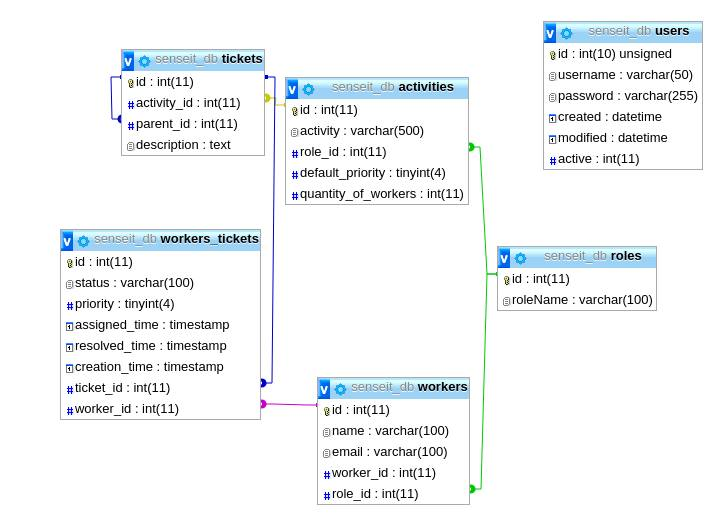 senseit_db users
id : int(10) unsigned
username : varchar(50)
password : varchar(255)
created : datetime
modified : datetime
active : int(11)
senseit_db tickets
id : int(11)
activity_id : int(11)
parent_id : int(11)
description : text
senseit_db activities
id : int(11)
activity : varchar(500)
role_id : int(11)
default_priority : tinyint(4)
quantity_of_workers : int(11)
senseit_db workers_tickets
id : int(11)
status : varchar(100)
priority : tinyint(4)
assigned_time : timestamp
resolved_time : timestamp
creation_time : timestamp
ticket_id : int(11)
worker_id : int(11)
senseit_db roles
id : int(11)
roleName : varchar(100)
senseit_db workers
id : int(11)
name : varchar(100)
email : varchar(100)
worker_id : int(11)
role_id : int(11)